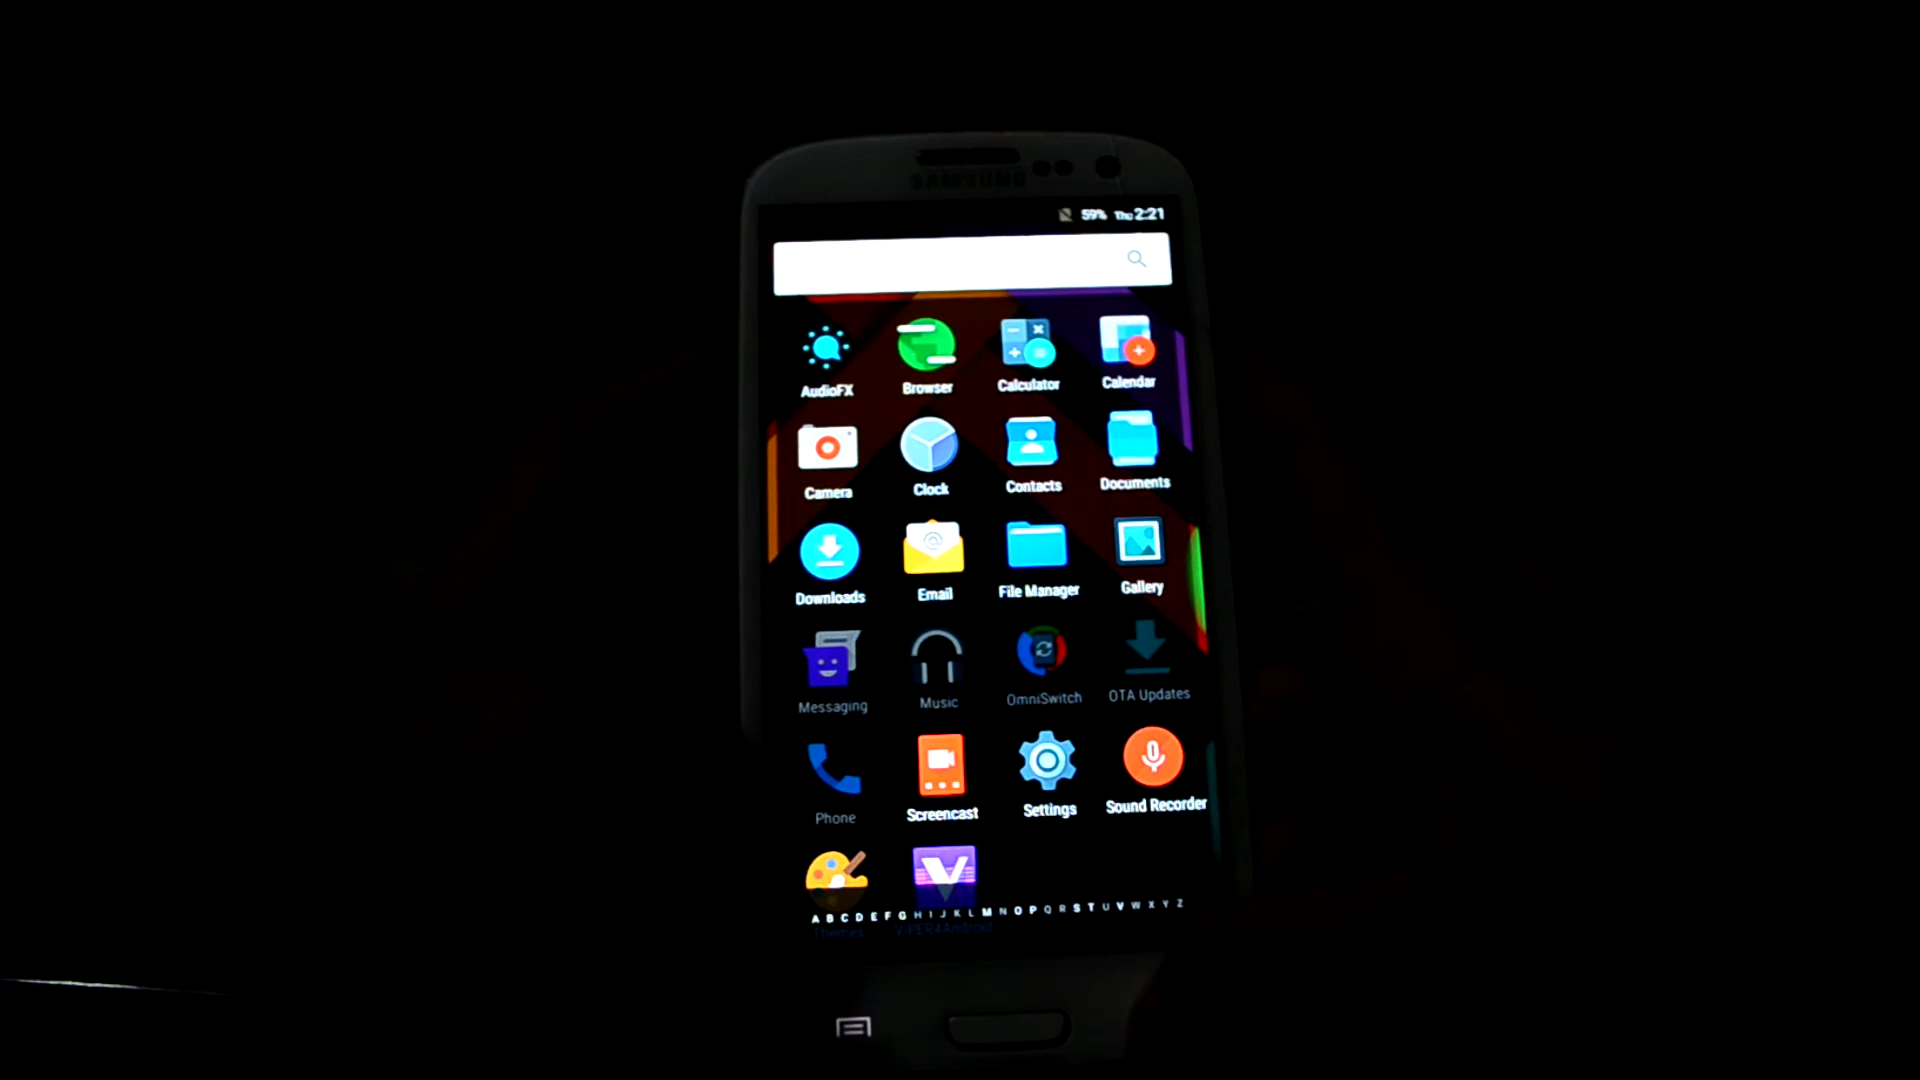 SAMSUNG
59% Thu 2:21
AudioFX Browser Calculator Calendar
Camera Clock Contacts Documents
Downloads Email File Manager Gallery
Messaging Music OmniSwitch OTA Updates
Phone Screencast Settings Sound Recorder
A B C D E F G H I J K L M N O P Q R S T U V W X Y Z
Themes ViPER4Android